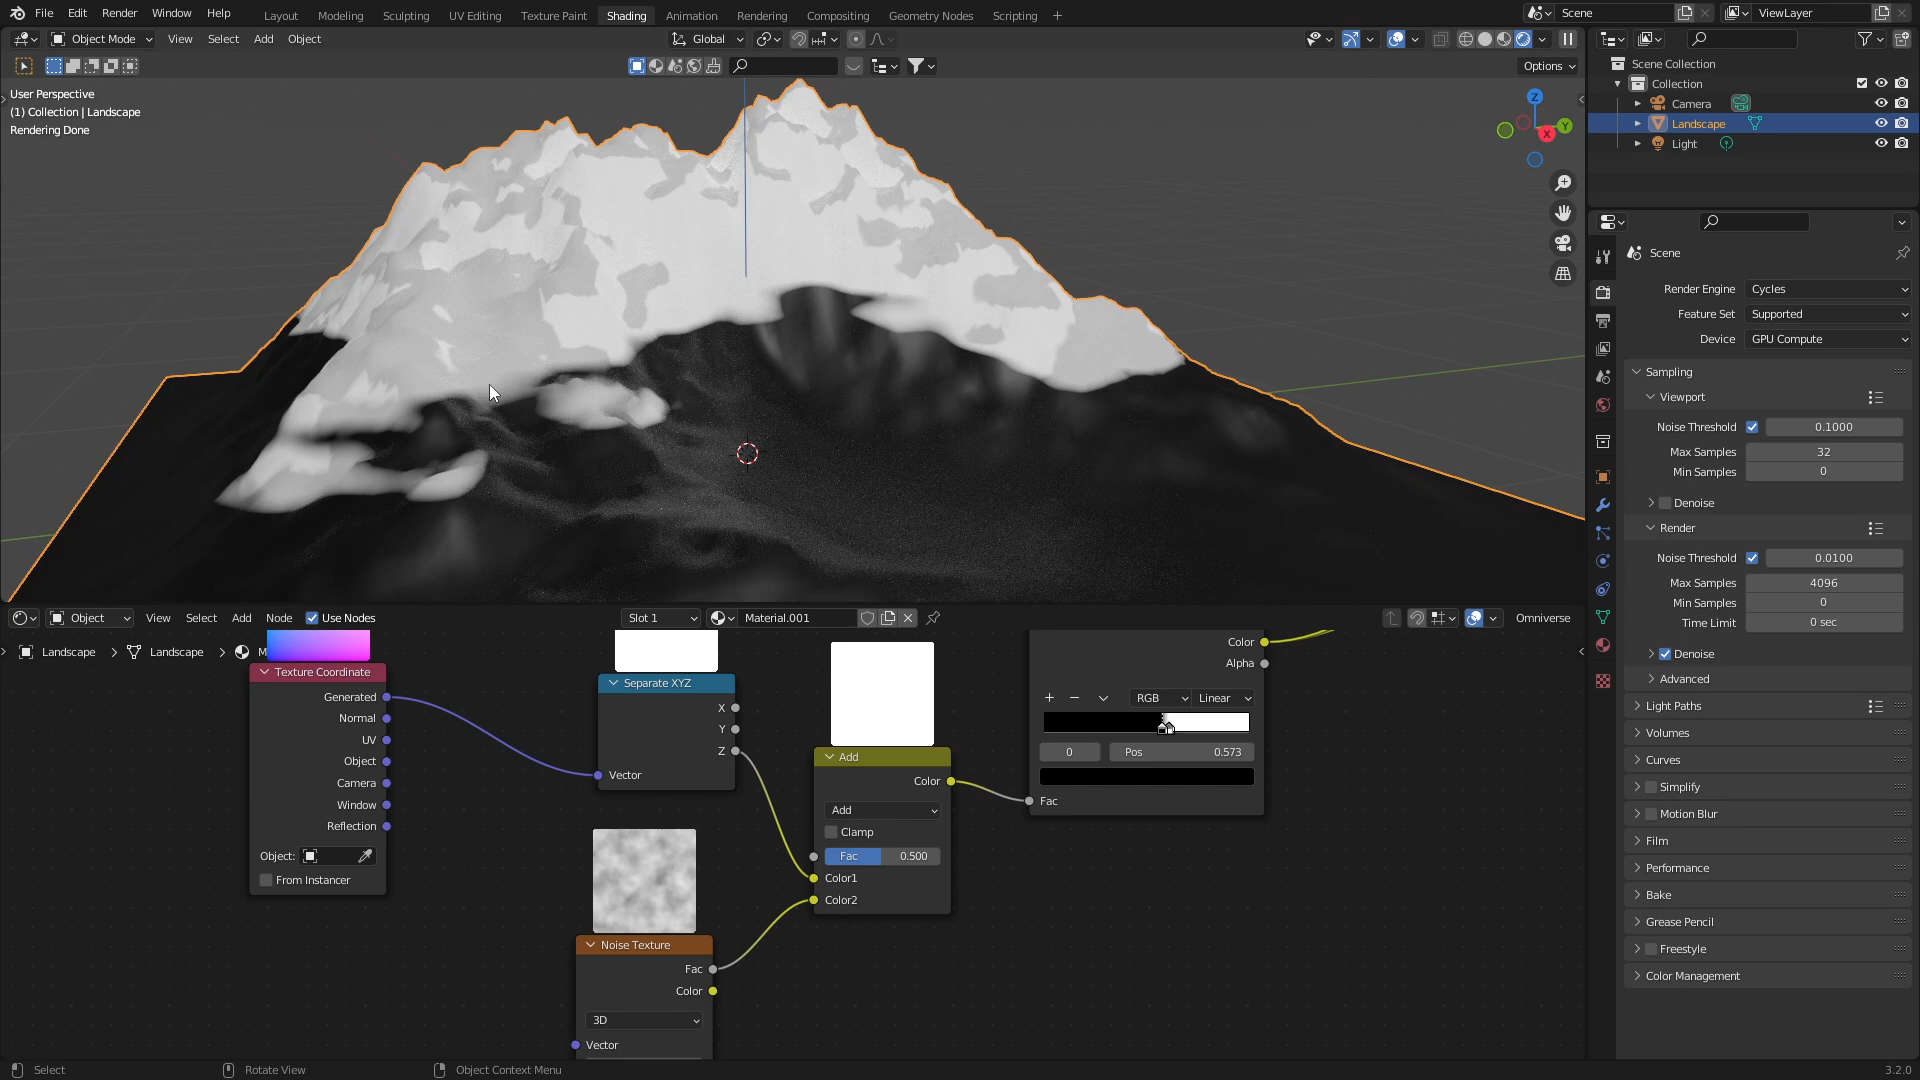 File Edit Render Window Help Layout Modeling Sculpting UV Editing Texture Paint Shading Animation Rendering Compositing Geometry Nodes Scripting + Scene ViewLayer
Object Mode View Select Add Object Global
Options
User Perspective
(1) Collection | Landscape
Rendering Done
Z
Y
X
Scene Collection
Collection
Camera
Landscape
Light
Scene
Render Engine Cycles
Feature Set Supported
Device GPU Compute
Sampling
Viewport
Noise Threshold 0.1000
Max Samples 32
Min Samples 0
Denoise
Render
Noise Threshold 0.0100
Max Samples 4096
Min Samples 0
Time Limit 0 sec
Denoise
Advanced
Light Paths
Volumes
Curves
Simplify
Motion Blur
Film
Performance
Bake
Grease Pencil
Freestyle
Color Management
Object View Select Add Node Use Nodes Slot 1 Material.001 Omniverse
Landscape > Landscape > M
Texture Coordinate
Generated
Normal
UV
Object
Camera
Window
Reflection
Object:
From Instancer
Separate XYZ
X
Y
Z
Vector
Noise Texture
Fac
Color
3D
Vector
Add
Color
Add
Clamp
Fac 0.500
Color1
Color2
Color
Alpha
+ − RGB Linear
0 Pos 0.573
Fac
Select Rotate View Object Context Menu 3.2.0